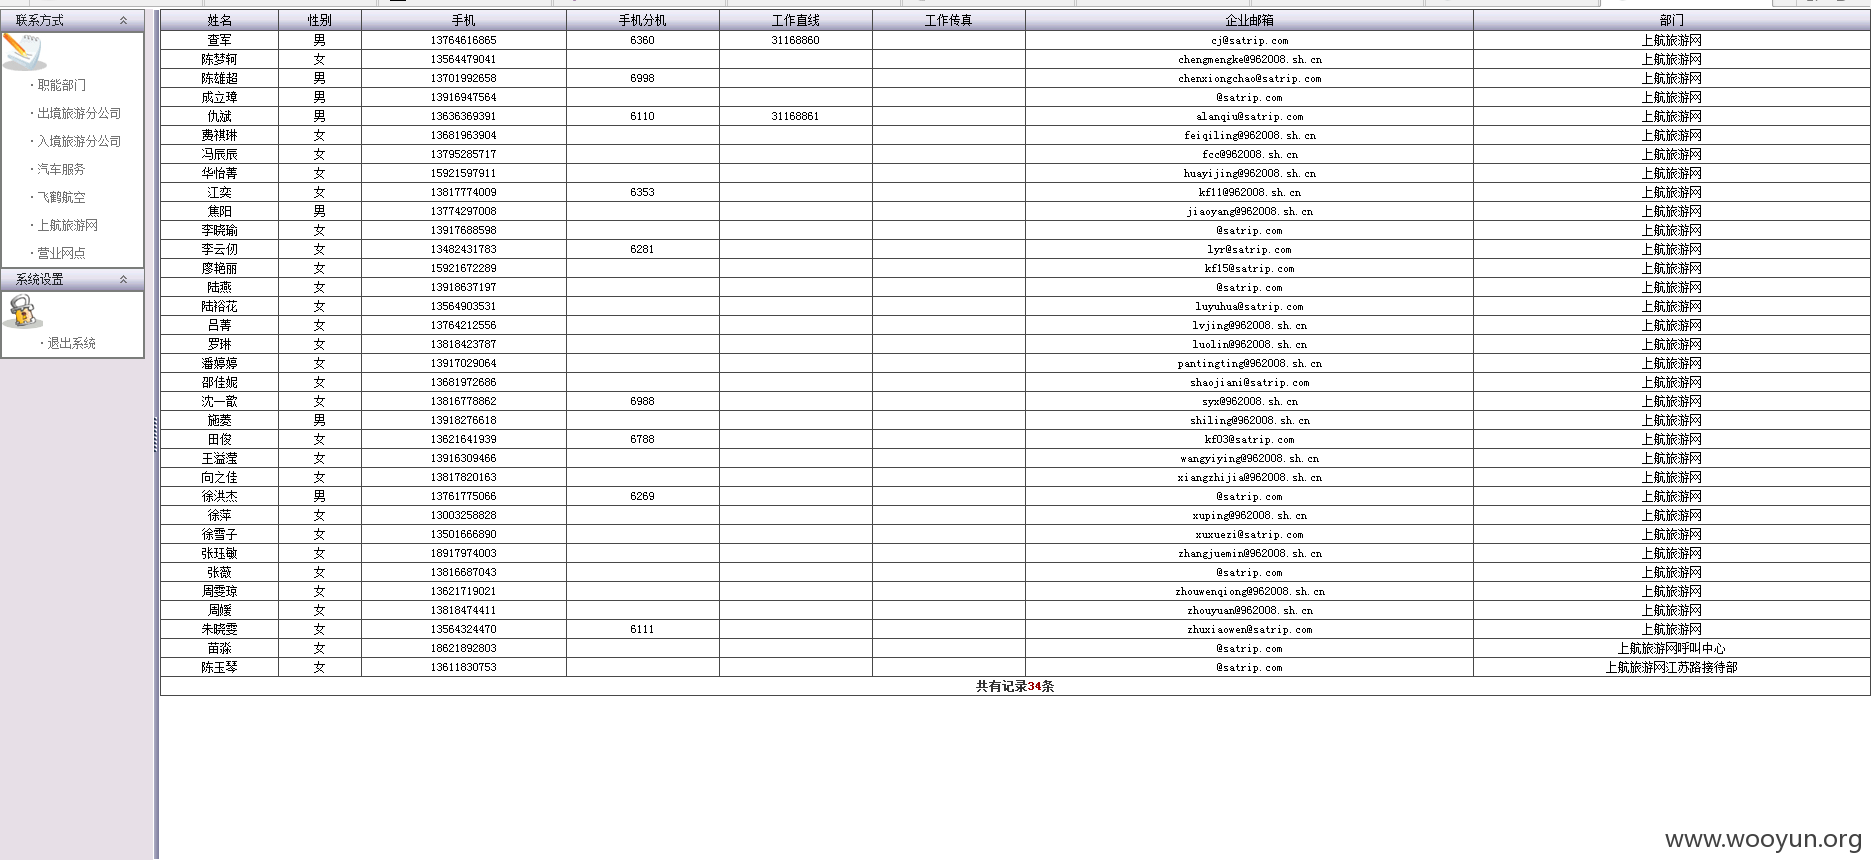 联系方式
· 职能部门
· 出境旅游分公司
· 入境旅游分公司
· 汽车服务
· 飞鹤航空
· 上航旅游网
· 营业网点
系统设置
· 退出系统
姓名 性别 手机 手机分机 工作直线 工作传真 企业邮箱 部门
查军 男 13764616865 6360 31168860 cj@satrip.com 上航旅游网
陈梦轲 女 13564479041 chengmengke@962008.sh.cn 上航旅游网
陈雄超 男 13701992658 6998 chenxiongchao@satrip.com 上航旅游网
成立璋 男 13916947564 @satrip.com 上航旅游网
仇斌 男 13636369391 6110 31168861 alanqiu@satrip.com 上航旅游网
费祺琳 女 13681963904 feiqiling@962008.sh.cn 上航旅游网
冯辰辰 女 13795285717 fcc@962008.sh.cn 上航旅游网
华怡菁 女 15921597911 huayijing@962008.sh.cn 上航旅游网
江奕 女 13817774009 6353 kf11@962008.sh.cn 上航旅游网
焦阳 男 13774297008 jiaoyang@962008.sh.cn 上航旅游网
李晓瑜 女 13917688598 @satrip.com 上航旅游网
李云仞 女 13482431783 6281 lyr@satrip.com 上航旅游网
廖艳丽 女 15921672289 kf15@satrip.com 上航旅游网
陆燕 女 13918637197 @satrip.com 上航旅游网
陆裕花 女 13564903531 luyuhua@satrip.com 上航旅游网
吕菁 女 13764212556 lvjing@962008.sh.cn 上航旅游网
罗琳 女 13818423787 luolin@962008.sh.cn 上航旅游网
潘婷婷 女 13917029064 pantingting@962008.sh.cn 上航旅游网
邵佳妮 女 13681972686 shaojiani@satrip.com 上航旅游网
沈一歆 女 13816778862 6988 syx@962008.sh.cn 上航旅游网
施菱 男 13918276618 shiling@962008.sh.cn 上航旅游网
田俊 女 13621641939 6788 kf03@satrip.com 上航旅游网
王溢滢 女 13916309466 wangyiying@962008.sh.cn 上航旅游网
向之佳 女 13817820163 xiangzhijia@962008.sh.cn 上航旅游网
徐洪杰 男 13761775066 6269 @satrip.com 上航旅游网
徐萍 女 13003258828 xuping@962008.sh.cn 上航旅游网
徐雪子 女 13501666890 xuxuezi@satrip.com 上航旅游网
张珏敏 女 18917974003 zhangjuemin@962008.sh.cn 上航旅游网
张薇 女 13816687043 @satrip.com 上航旅游网
周雯琼 女 13621719021 zhouwenqiong@962008.sh.cn 上航旅游网
周媛 女 13818474411 zhouyuan@962008.sh.cn 上航旅游网
朱晓雯 女 13564324470 6111 zhuxiaowen@satrip.com 上航旅游网
苗淼 女 18621892803 @satrip.com 上航旅游网呼叫中心
陈玉琴 女 13611830753 @satrip.com 上航旅游网江苏路接待部
共有记录34条
www.wooyun.org